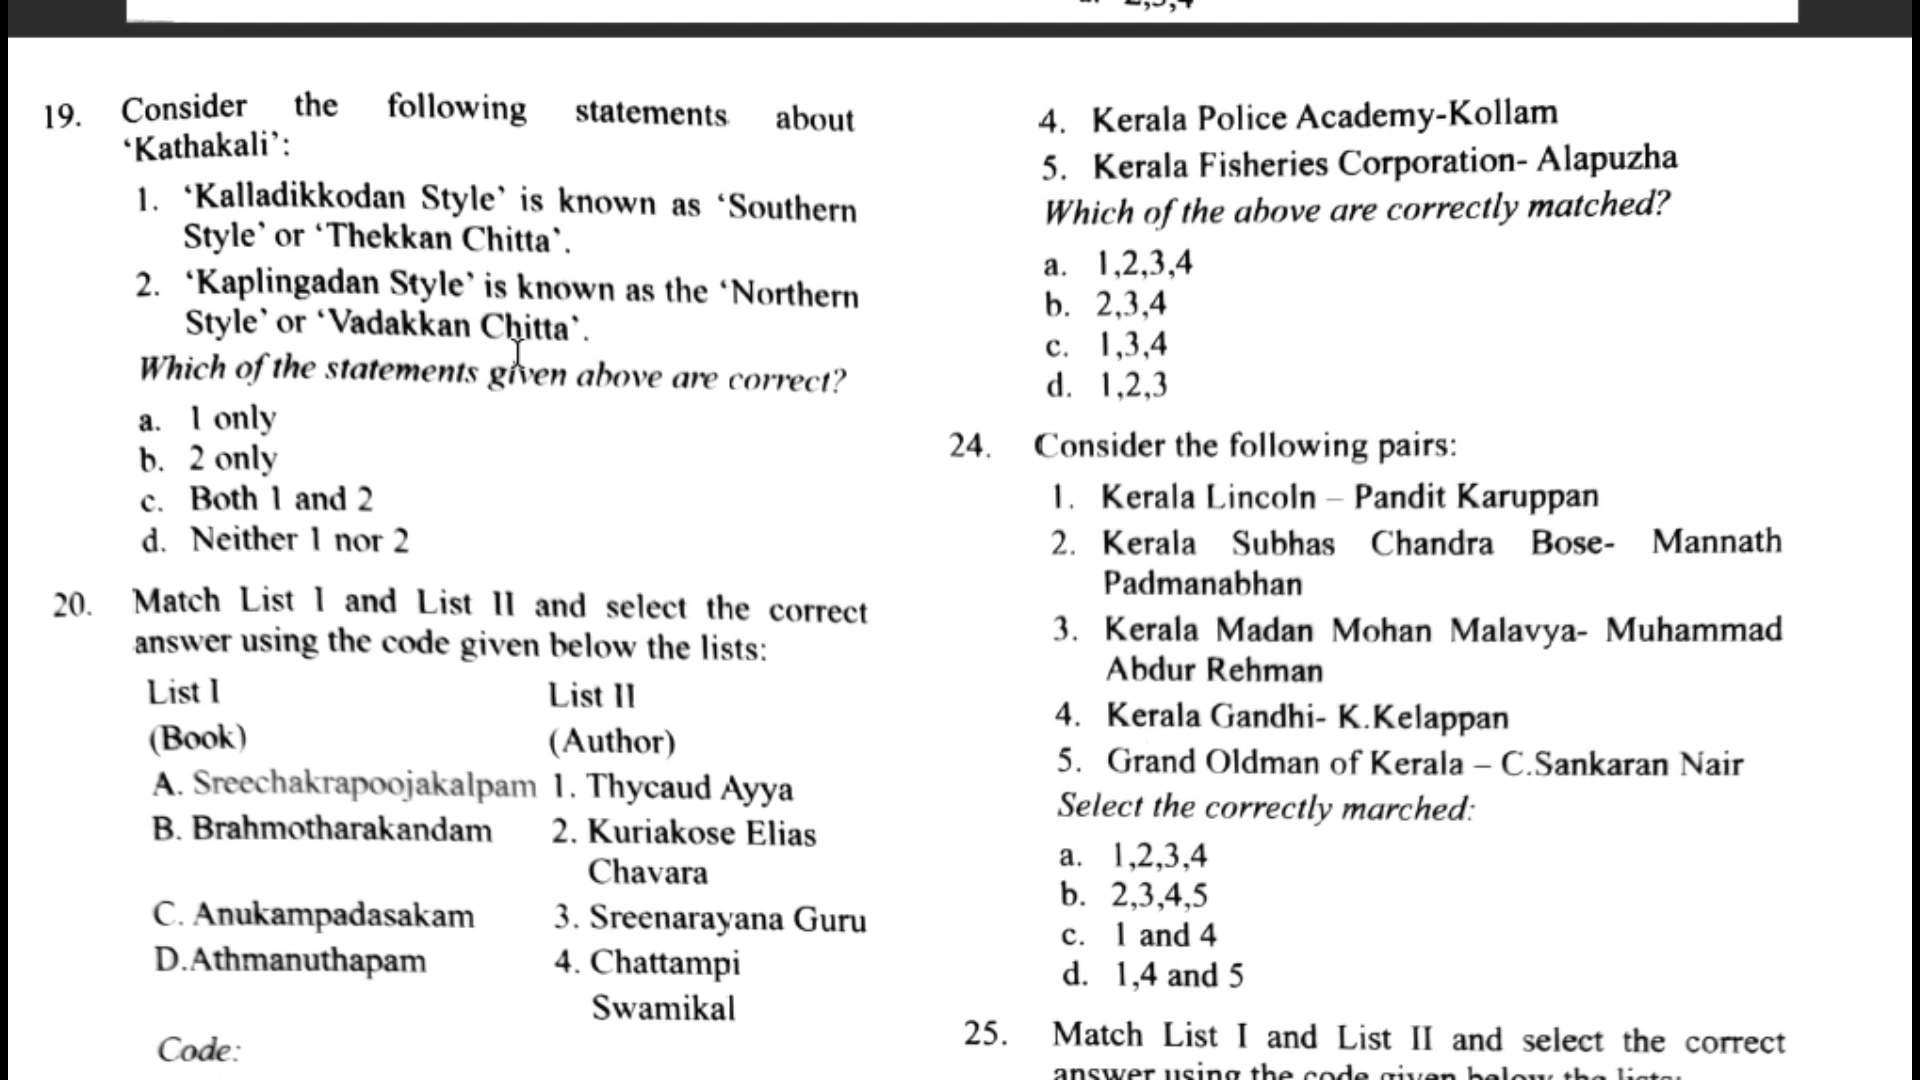 19. Consider the following statements about
‘Kathakali’:
1. ‘Kalladikkodan Style’ is known as ‘Southern
Style’ or ‘Thekkan Chitta‘.
2. ‘Kaplingadan Style’ is known as the ‘Northern
Style’ or ‘Vadakkan Chitta‘.
Which of the statements given above are correct?
a. 1 only
b. 2 only
c. Both 1 and 2
d. Neither 1 nor 2
20. Match List I and List II and select the correct
answer using the code given below the lists:
List I List II
(Book) (Author)
A. Sreechakrapoojakalpam 1. Thycaud Ayya
B. Brahmotharakandam 2. Kuriakose Elias
Chavara
C. Anukampadasakam 3. Sreenarayana Guru
D.Athmanuthapam 4. Chattampi
Swamikal
Code:
4. Kerala Police Academy-Kollam
5. Kerala Fisheries Corporation- Alapuzha
Which of the above are correctly matched?
a. 1,2,3,4
b. 2,3,4
c. 1,3,4
d. 1,2,3
24. Consider the following pairs:
1. Kerala Lincoln – Pandit Karuppan
2. Kerala Subhas Chandra Bose- Mannath
Padmanabhan
3. Kerala Madan Mohan Malavya- Muhammad
Abdur Rehman
4. Kerala Gandhi- K.Kelappan
5. Grand Oldman of Kerala – C.Sankaran Nair
Select the correctly marched:
a. 1,2,3,4
b. 2,3,4,5
c. 1 and 4
d. 1,4 and 5
25. Match List I and List II and select the correct
answer using the code given below the lists: